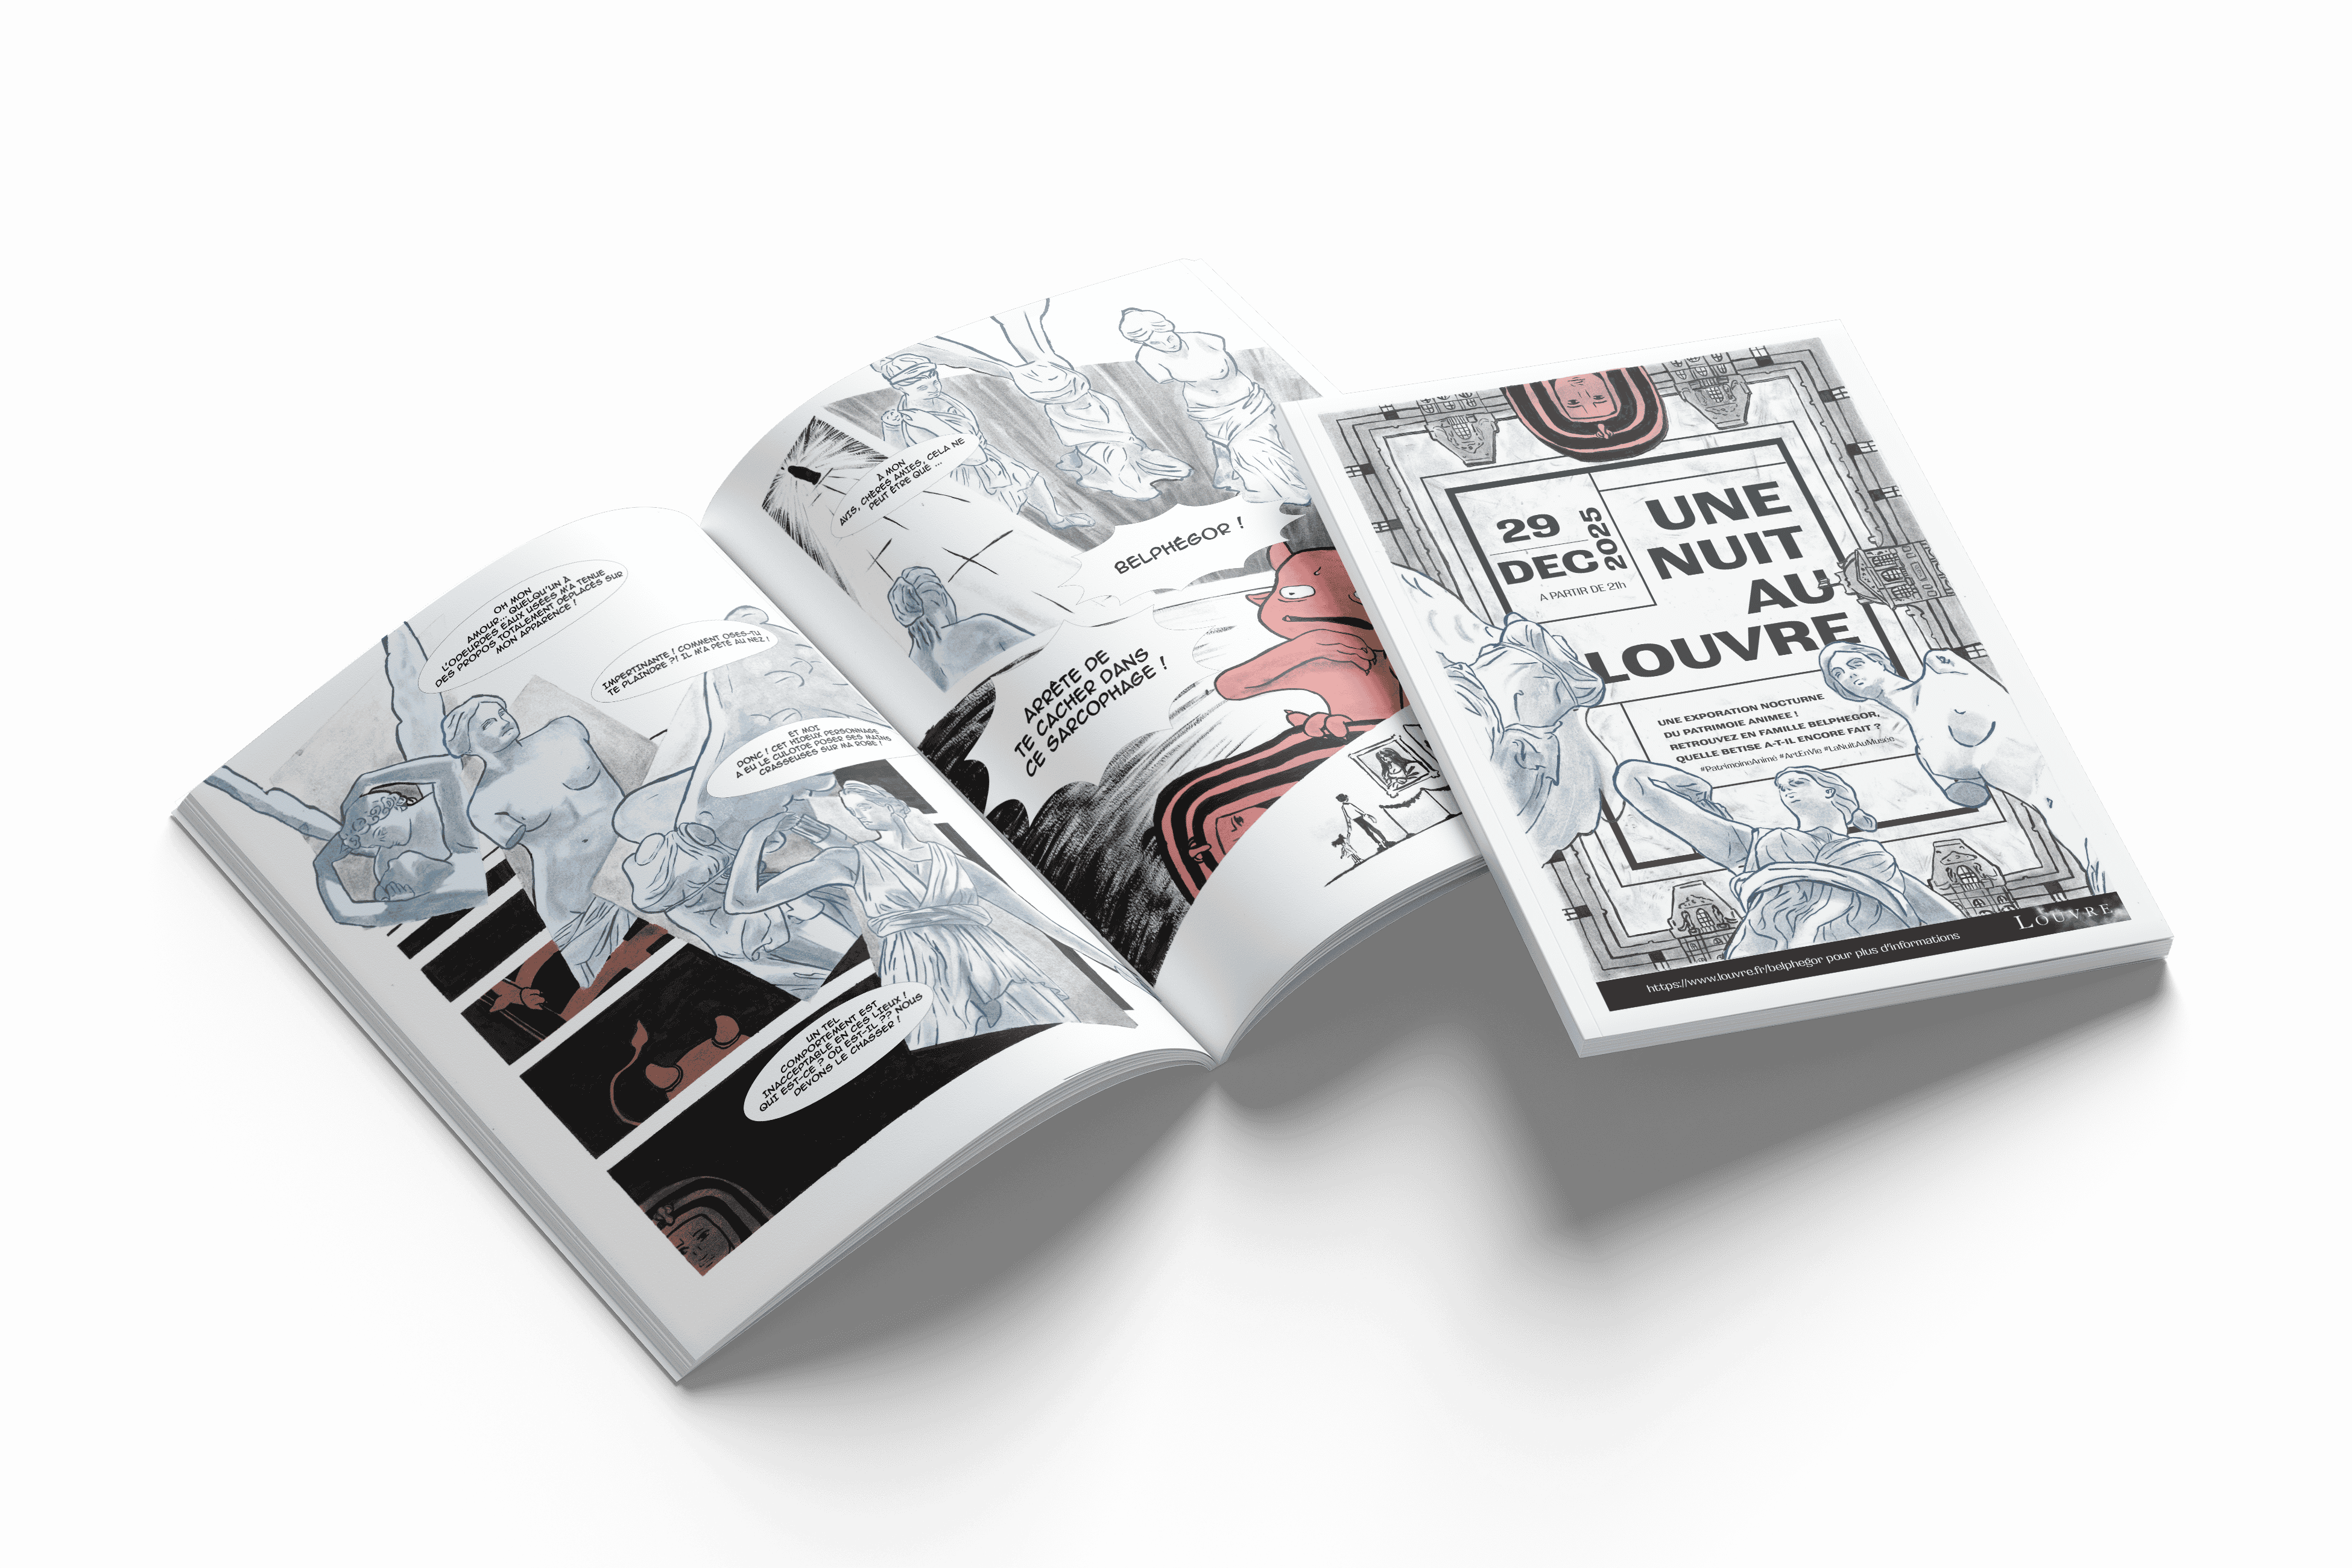 OH MON
AMOUR... QUELQU'UN À
L'ODEURDES EAUX USÉES M'A TENUE
DES PROPOS TOTALEMENT DÉPLACÉS SUR
MON APPARENCE !
IMPERTINANTE ! COMMENT OSES-TU
TE PLAINDRE ?! IL M'A PÉTÉ AU NEZ !
ET MOI
DONC ! CET HIDEUX PERSONNAGE
A EU LE CULOTDE POSER SES MAINS
CRASSEUSES SUR MA ROBE !
UN TEL
COMPORTEMENT EST
INACCEPTABLE EN CES LIEUX !
QUI EST-CE ? OÙ EST-IL ?? NOUS
DEVONS LE CHASSER !
À MON
AVIS, CHÈRES AMIES, CELA NE
PEUT ÊTRE QUE ...
BELPHÉGOR !
ARRÊTE DE
TE CACHER DANS
CE SARCOPHAGE !
29
DEC
2025
A PARTIR DE 21h
UNE
NUIT
AU
LOUVRE
UNE EXPORATION NOCTURNE
DU PATRIMOIE ANIMEE !
RETROUVEZ EN FAMILLE BELPHEGOR,
QUELLE BETISE A-T-IL ENCORE FAIT ?
#PatrimoineAnimé #ArtEnVie #LaNuitAuMusée
https://www.louvre.fr/belphegor pour plus d'informations
LOUVRE